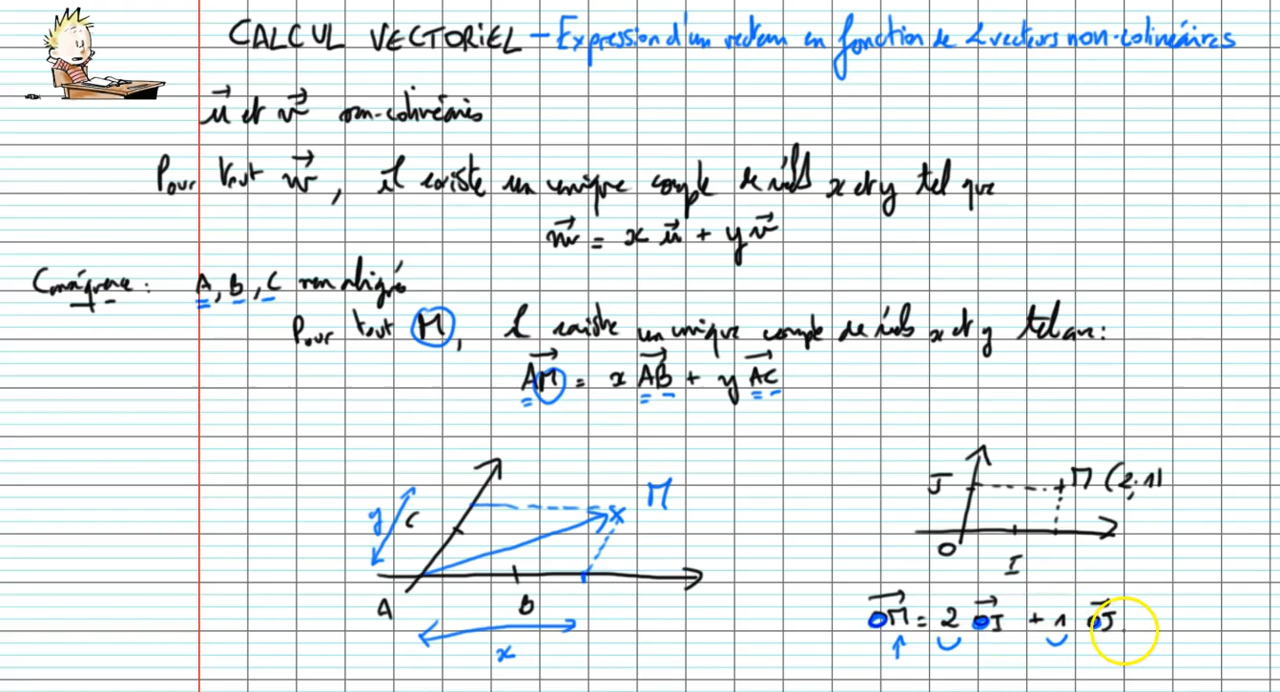 CALCUL VECTORIEL - Expression d'un vecteur en fonction de 2 vecteurs non-colinéaires
u et v non-colinéaires
Pour tout w, il existe un unique couple de réels x et y tel que
w = x u + y v
Conséquence : A, B, C non alignés
Pour tout M, il existe un unique couple de réels x et y tel que :
AM = x AB + y AC
y C M
A B
x
J M (2; 1)
O I
OM = 2 OI + 1 OJ